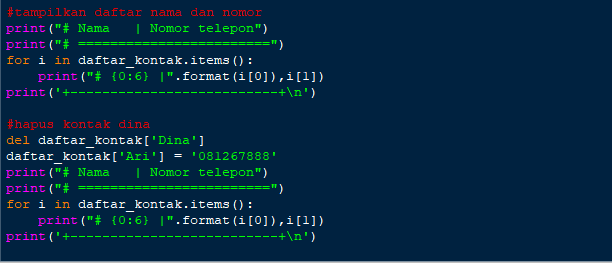 #tampilkan daftar nama dan nomor
print("# Nama   | Nomor telepon")
print("# ========================")
for i in daftar_kontak.items():
    print("# {0:6} |".format(i[0]),i[1])
print('+--------------------------+\n')
#hapus kontak dina
del daftar_kontak['Dina']
daftar_kontak['Ari'] = '081267888'
print("# Nama   | Nomor telepon")
print("# ========================")
for i in daftar_kontak.items():
    print("# {0:6} |".format(i[0]),i[1])
print('+--------------------------+\n')